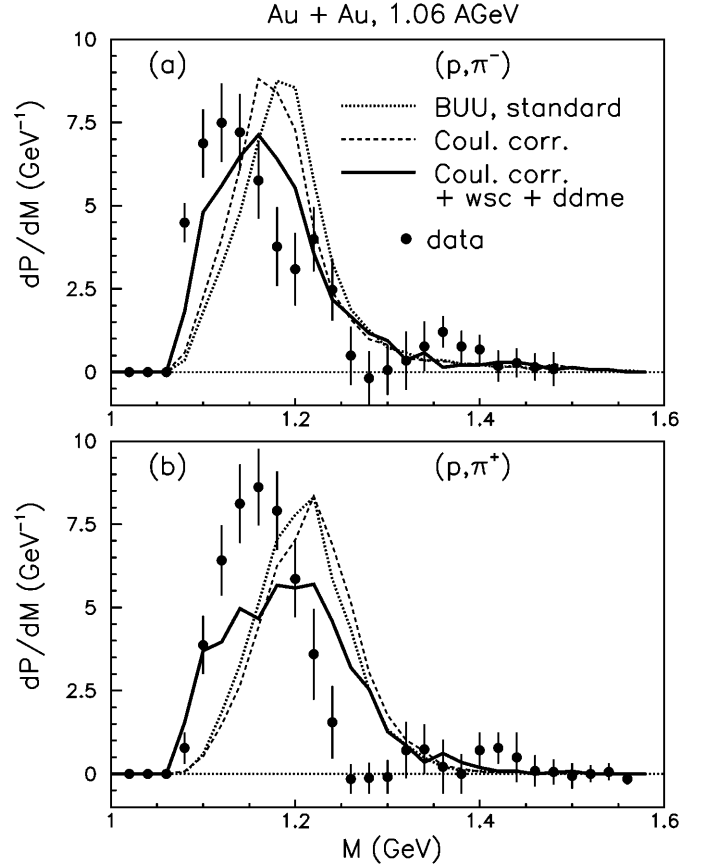 Au + Au, 1.06 AGeV
(a)
(p,π⁻)
BUU, standard
Coul. corr.
Coul. corr.
+ wsc + ddme
data
dP/dM (GeV⁻¹)
10
7.5
5
2.5
0
1
1.2
1.4
1.6
(b)
(p,π⁺)
dP/dM (GeV⁻¹)
10
7.5
5
2.5
0
1
1.2
1.4
1.6
M (GeV)